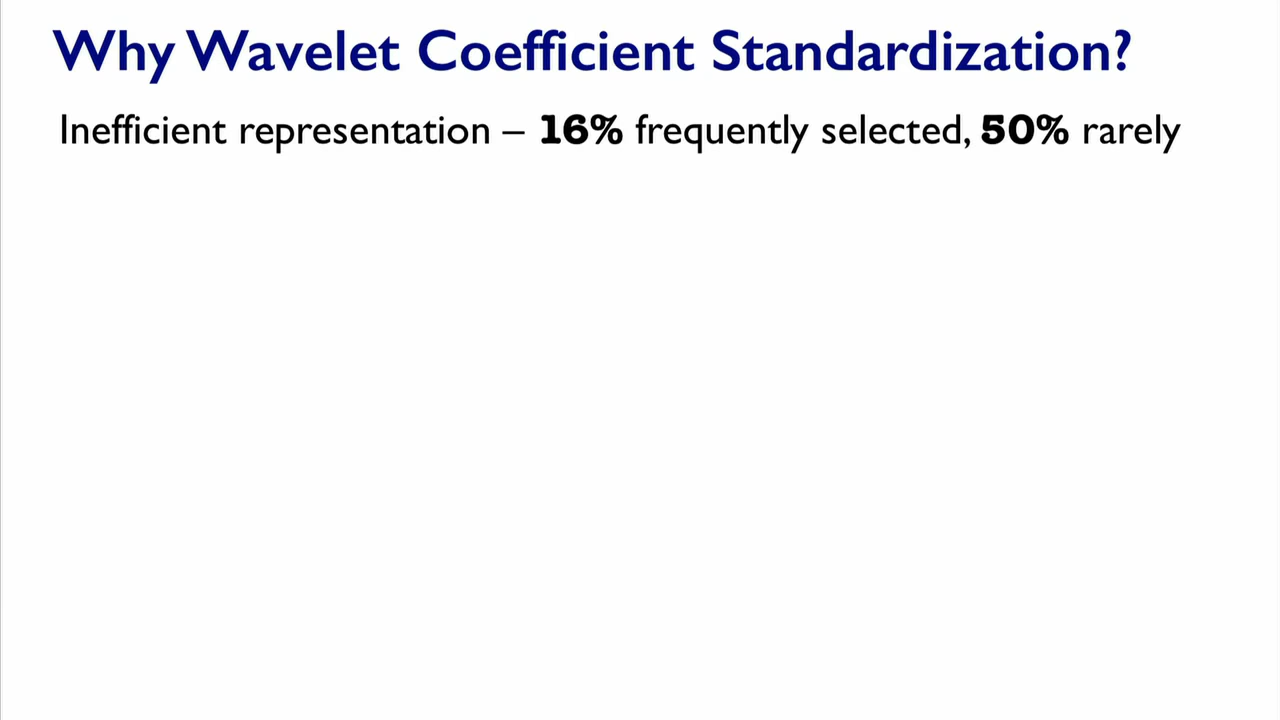 Why Wavelet Coefficient Standardization?
Inefficient representation – 16% frequently selected, 50% rarely